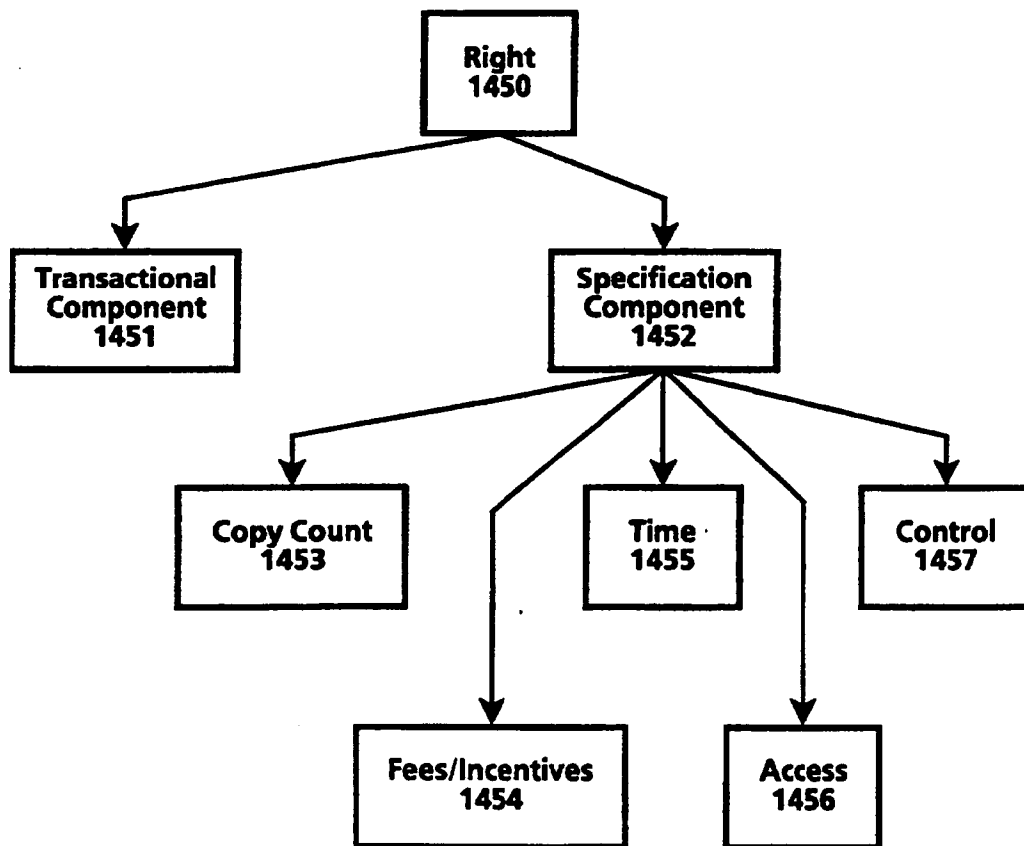 Right
1450
Transactional
Component
1451
Specification
Component
1452
Copy Count
1453
Time
1455
Control
1457
Fees/Incentives
1454
Access
1456